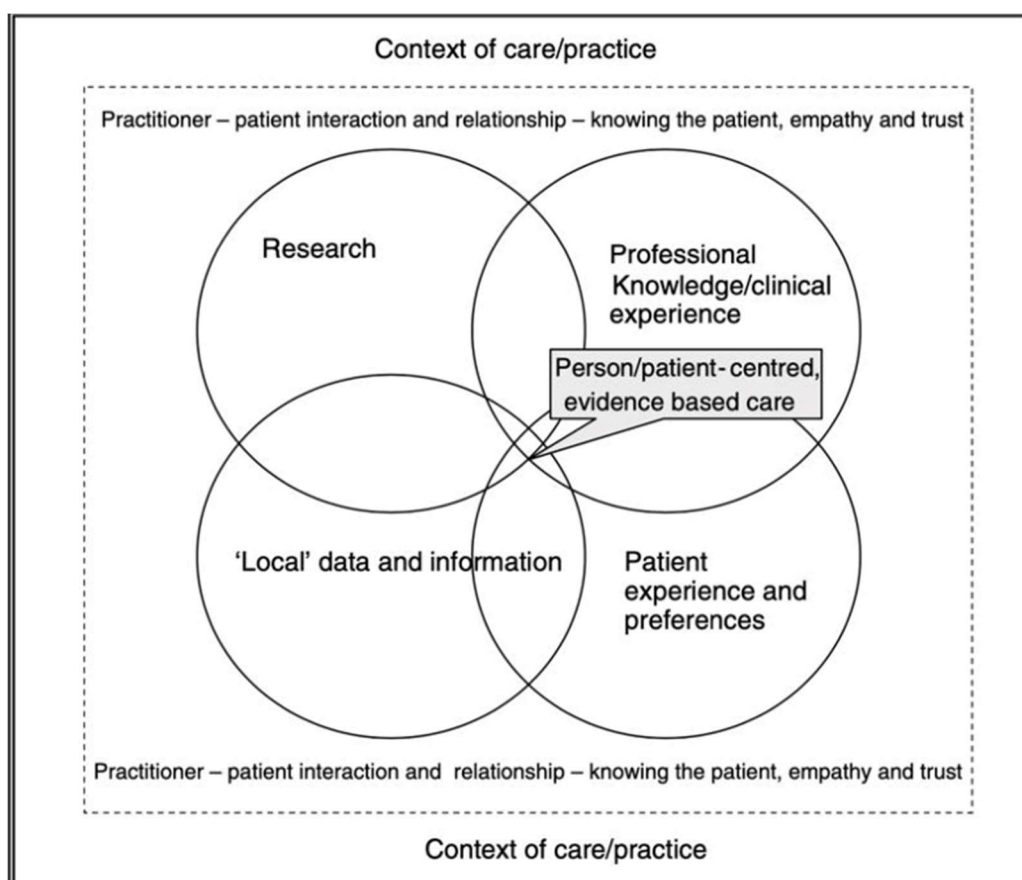 Context of care/practice
Practitioner – patient interaction and relationship – knowing the patient, empathy and trust
Research
Professional
Knowledge/clinical
experience
Person/patient-centred,
evidence based care
‘Local’ data and information
Patient
experience and
preferences
Practitioner – patient interaction and relationship – knowing the patient, empathy and trust
Context of care/practice